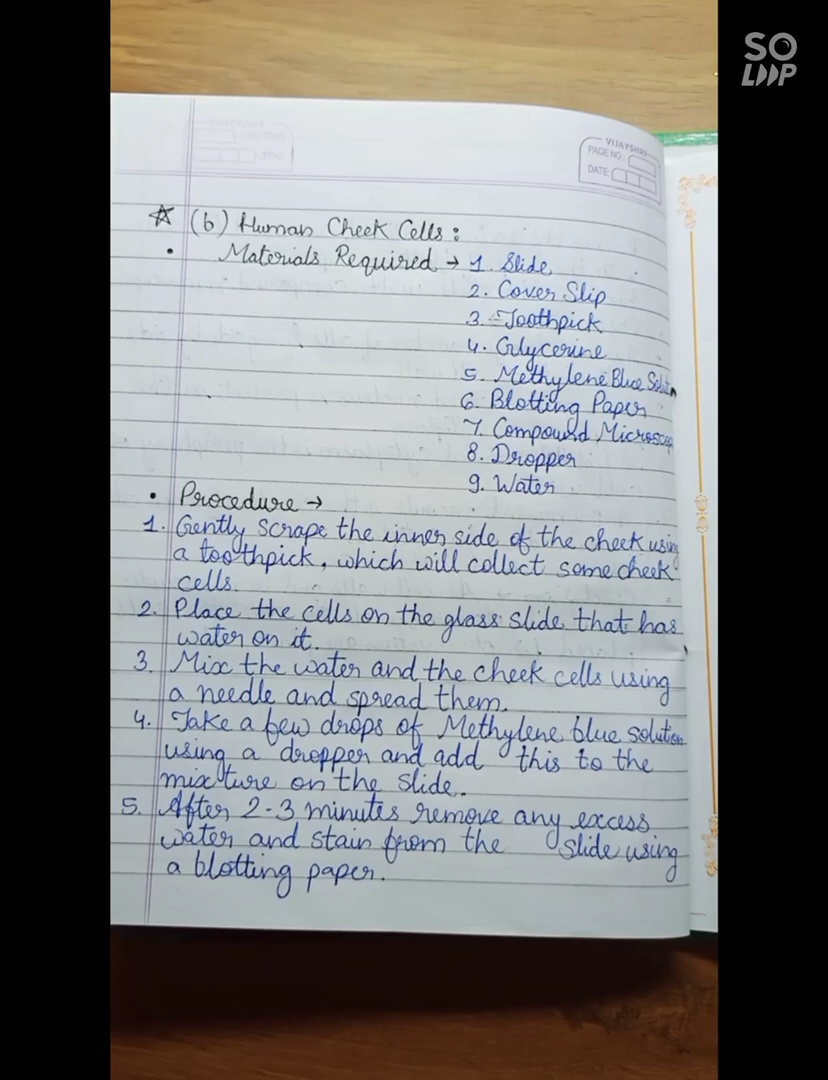 SO
LOOP
VIJAYSHRI
PAGE NO.:
DATE:
(b) Human Cheek Cells:
• Materials Required → 1. Slide
2. Cover Slip
3. Toothpick
4. Glycerine
5. Methylene Blue Solutn
6. Blotting Paper
7. Compound Microscop
8. Dropper
9. Water
• Procedure →
1. Gently scrape the inner side of the cheek using
a toothpick, which will collect some cheek
cells.
2. Place the cells on the glass slide that has
water on it.
3. Mix the water and the cheek cells using
a needle and spread them.
4. Take a few drops of Methylene blue solution
using a dropper and add this to the
mixture on the slide.
5. After 2-3 minutes remove any excess
water and stain from the slide using
a blotting paper.